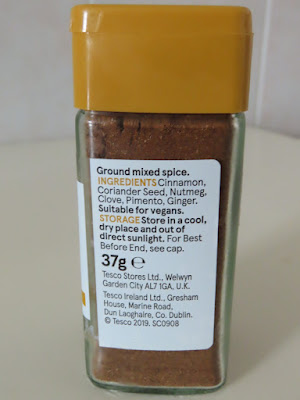 Ground mixed spice.
INGREDIENTS Cinnamon,
Coriander Seed, Nutmeg,
Clove, Pimento, Ginger.
Suitable for vegans.
STORAGE Store in a cool,
dry place and out of
direct sunlight. For Best
Before End, see cap.
37g ℮
Tesco Stores Ltd., Welwyn
Garden City AL7 1GA, U.K.
Tesco Ireland Ltd., Gresham
House, Marine Road,
Dun Laoghaire, Co. Dublin.
© Tesco 2019. SC0908